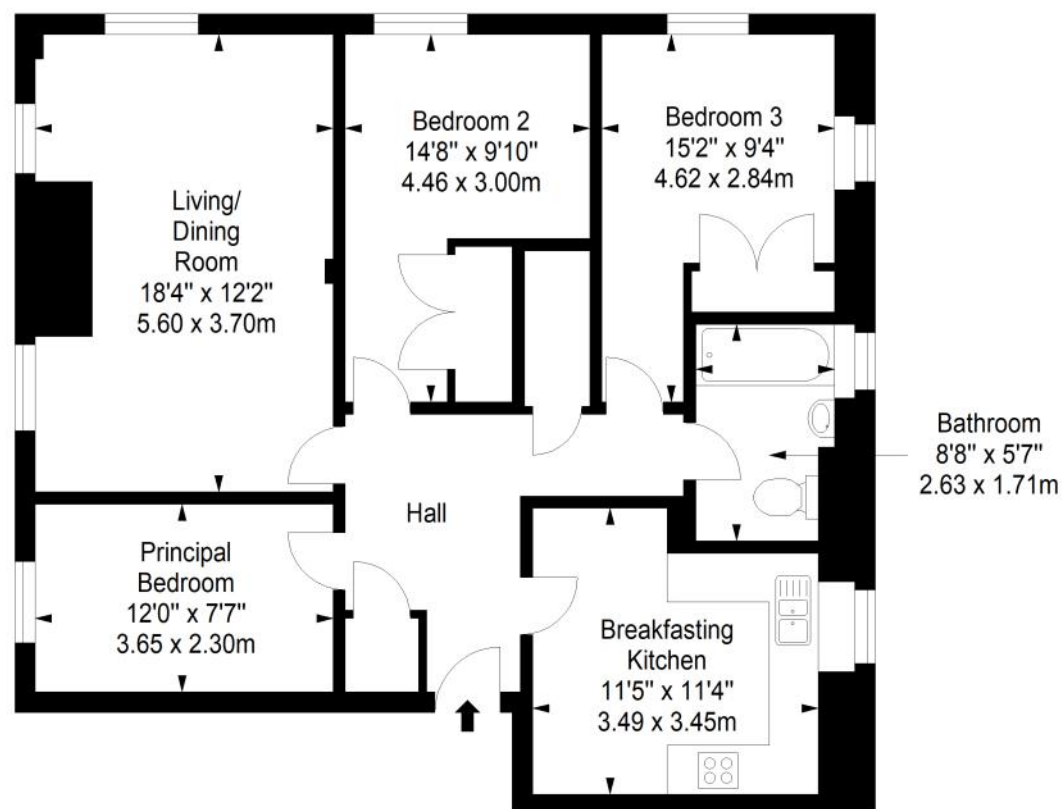 Bedroom 2
14'8" x 9'10"
4.46 x 3.00m
Bedroom 3
15'2" x 9'4"
4.62 x 2.84m
Living/
Dining
Room
18'4" x 12'2"
5.60 x 3.70m
Bathroom
8'8" x 5'7"
2.63 x 1.71m
Hall
Principal
Bedroom
12'0" x 7'7"
3.65 x 2.30m
Breakfasting
Kitchen
11'5" x 11'4"
3.49 x 3.45m